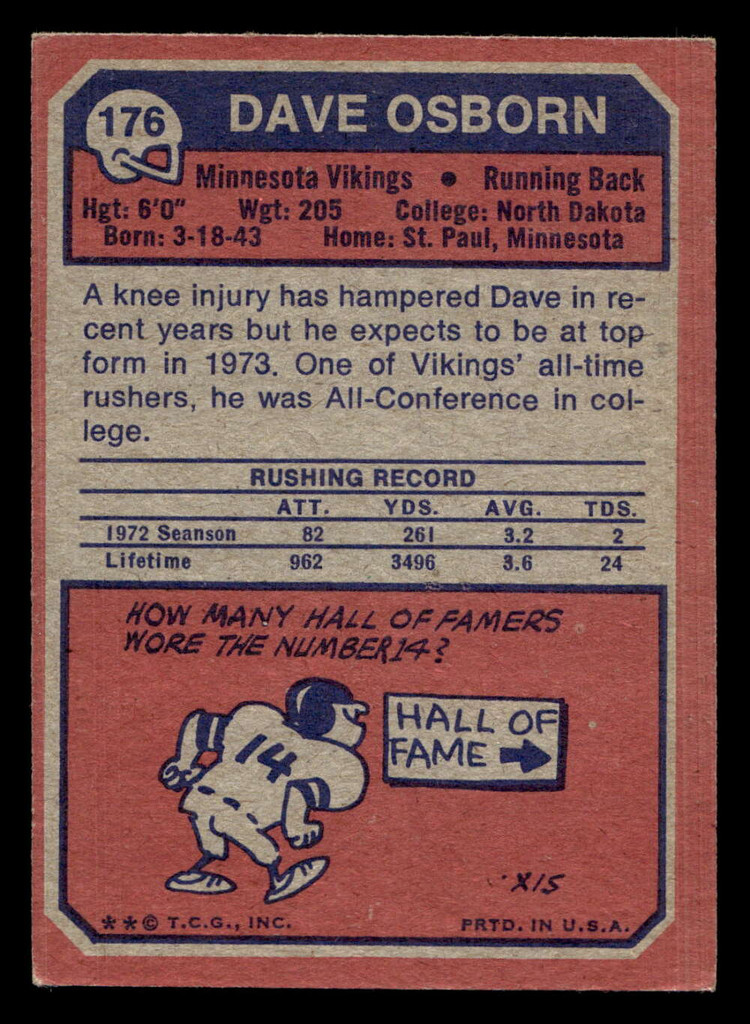 176
DAVE OSBORN
Minnesota Vikings • Running Back
Hgt: 6'0" Wgt: 205 College: North Dakota
Born: 3-18-43 Home: St. Paul, Minnesota
A knee injury has hampered Dave in re-
cent years but he expects to be at top
form in 1973. One of Vikings' all-time
rushers, he was All-Conference in col-
lege.
RUSHING RECORD
ATT. YDS. AVG. TDS.
1972 Seanson 82 261 3.2 2
Lifetime 962 3496 3.6 24
HOW MANY HALL OF FAMERS
WORE THE NUMBER 14?
14
HALL OF
FAME
X15
**© T.C.G., INC. PRTD. IN U.S.A.